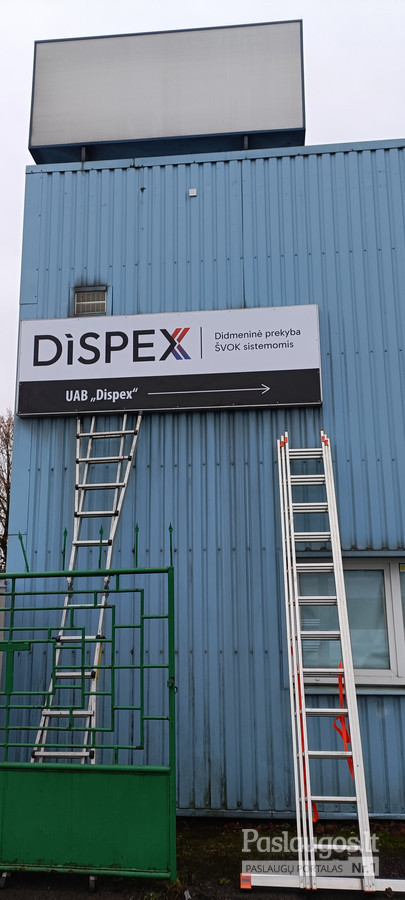 DiSPEX
Didmeninė prekyba
ŠVOK sistemomis
UAB „Dispex“
Paslaugos.lt
PASLAUGŲ PORTALAS Nr.1